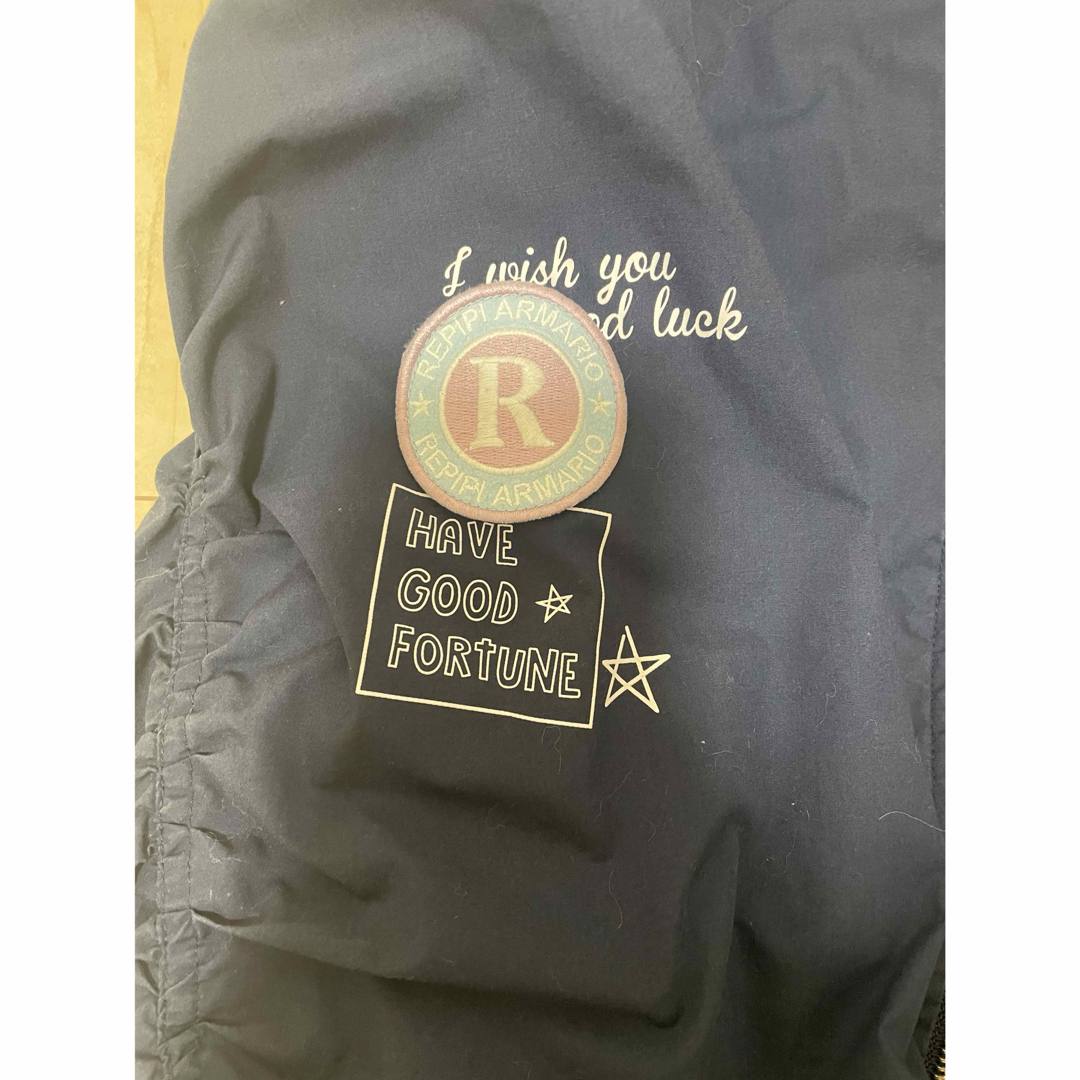 I wish you
luck
REPIPI ARMARIO
R
REPIPI ARMARIO
HAVE
GOOD
FORtUNE